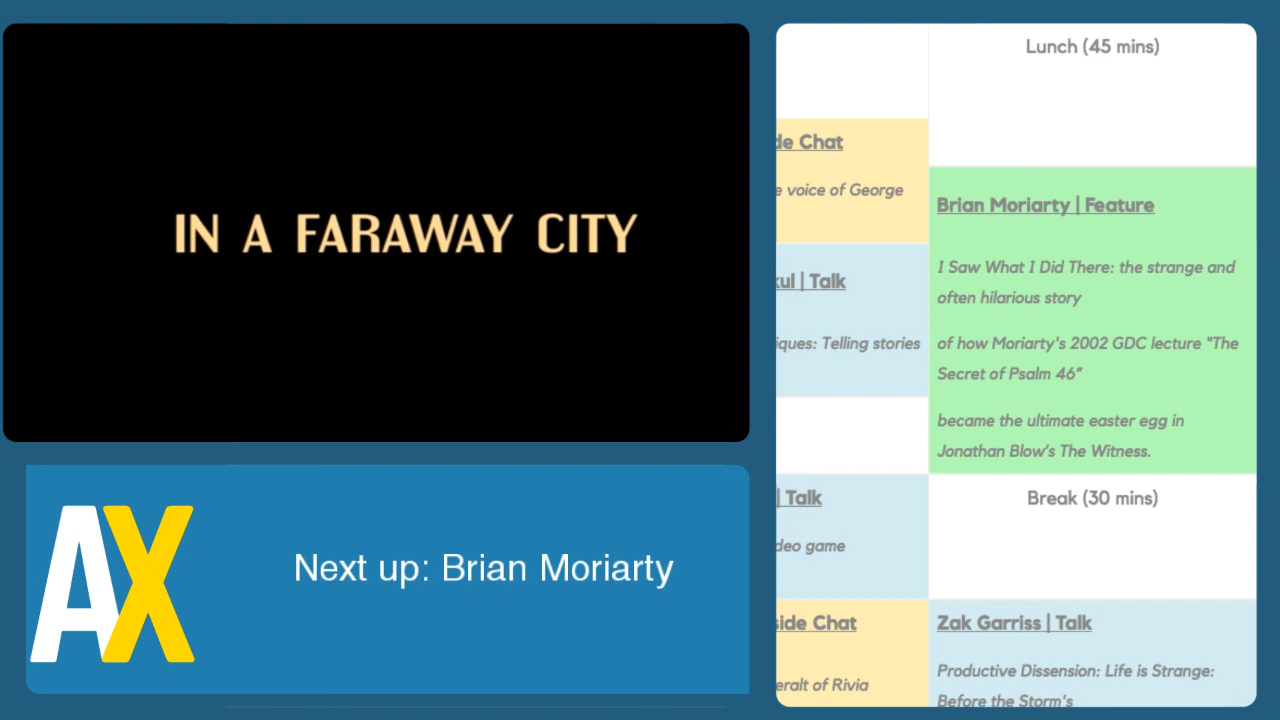 IN A FARAWAY CITY
AX
Next up: Brian Moriarty
de Chat
e voice of George
kul | Talk
iques: Telling stories
| Talk
deo game
side Chat
eralt of Rivia
Lunch (45 mins)
Brian Moriarty | Feature
I Saw What I Did There: the strange and
often hilarious story
of how Moriarty's 2002 GDC lecture "The
Secret of Psalm 46”
became the ultimate easter egg in
Jonathan Blow’s The Witness.
Break (30 mins)
Zak Garriss | Talk
Productive Dissension: Life is Strange:
Before the Storm's